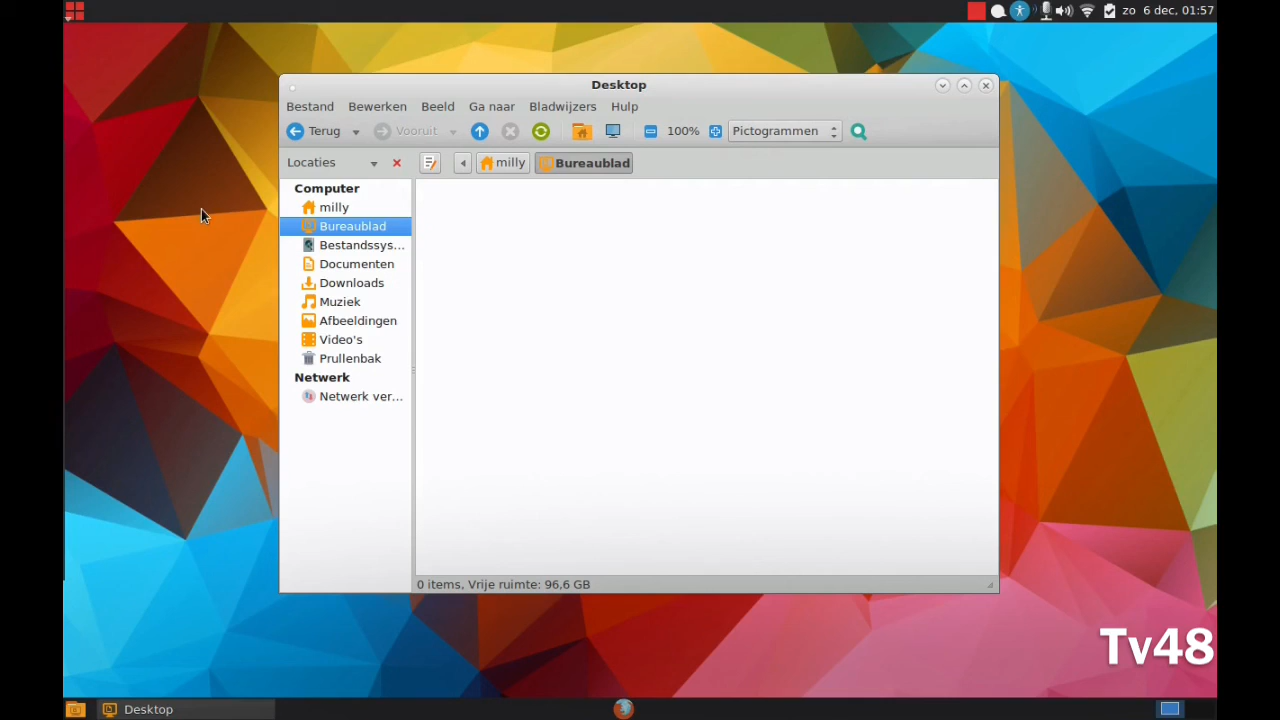 zo 6 dec, 01:57
Desktop
Bestand Bewerken Beeld Ga naar Bladwijzers Hulp
Terug Vooruit 100% Pictogrammen
Locaties milly Bureaublad
Computer
milly
Bureaublad
Bestandssys...
Documenten
Downloads
Muziek
Afbeeldingen
Video's
Prullenbak
Netwerk
Netwerk ver...
0 items, Vrije ruimte: 96,6 GB
Tv48
Desktop